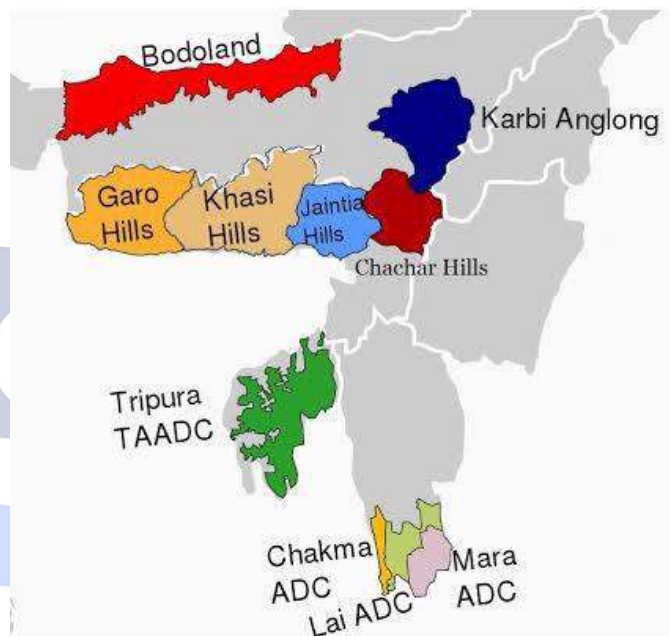 Bodoland
Karbi Anglong
Garo
Hills
Khasi
Hills
Jaintia
Hills
Chachar Hills
Tripura
TAADC
Chakma
ADC
Lai ADC
Mara
ADC